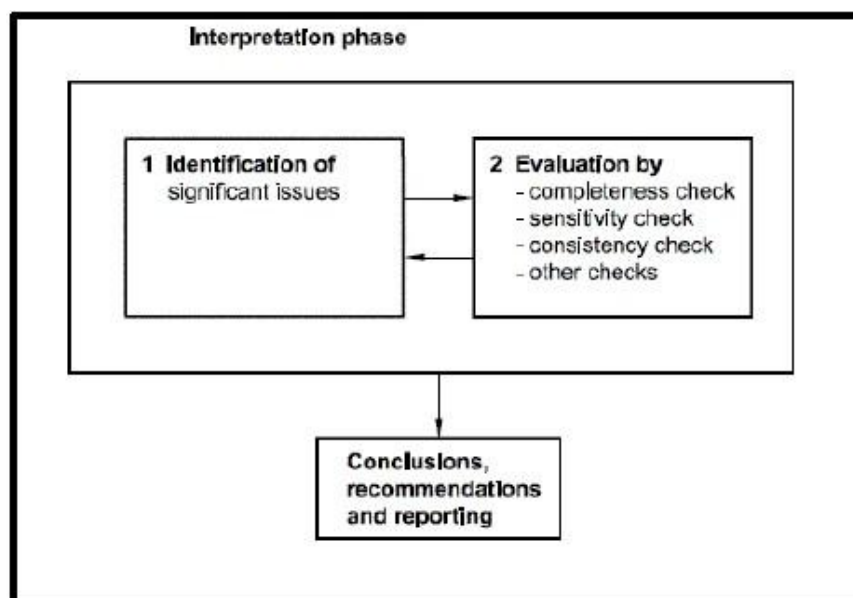 Interpretation phase
1 Identification of
significant issues
2 Evaluation by
- completeness check
- sensitivity check
- consistency check
- other checks
Conclusions,
recommendations
and reporting